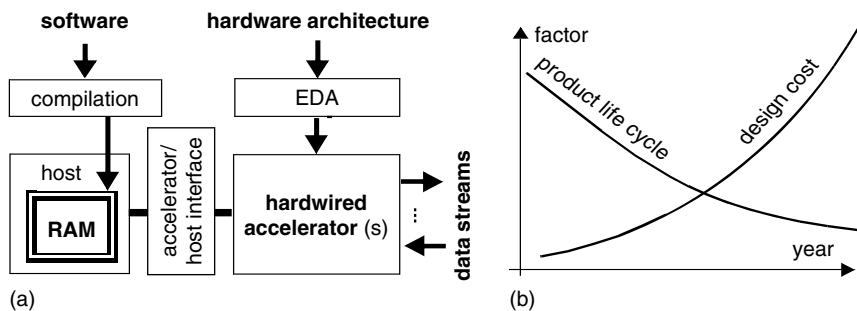 software
hardware architecture
compilation
EDA
host
RAM
accelerator/
host interface
hardwired
accelerator (s)
...
data streams
(a)
factor
product life cycle
design cost
year
(b)